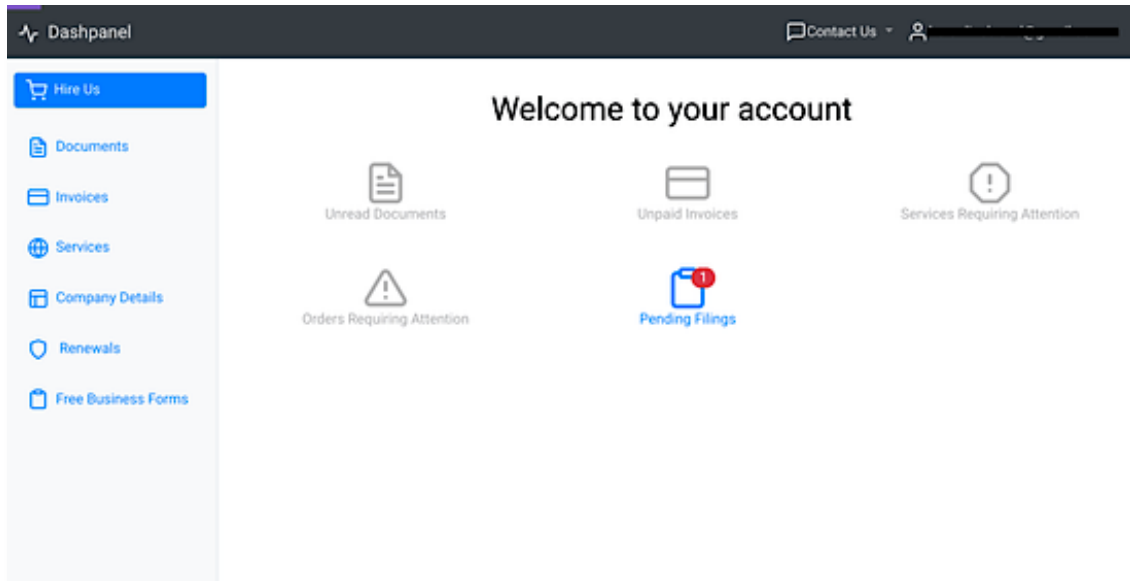 Dashpanel
Contact Us
Hire Us
Documents
Invoices
Services
Company Details
Renewals
Free Business Forms
Welcome to your account
Unread Documents
Unpaid Invoices
Services Requiring Attention
Orders Requiring Attention
1
Pending Filings